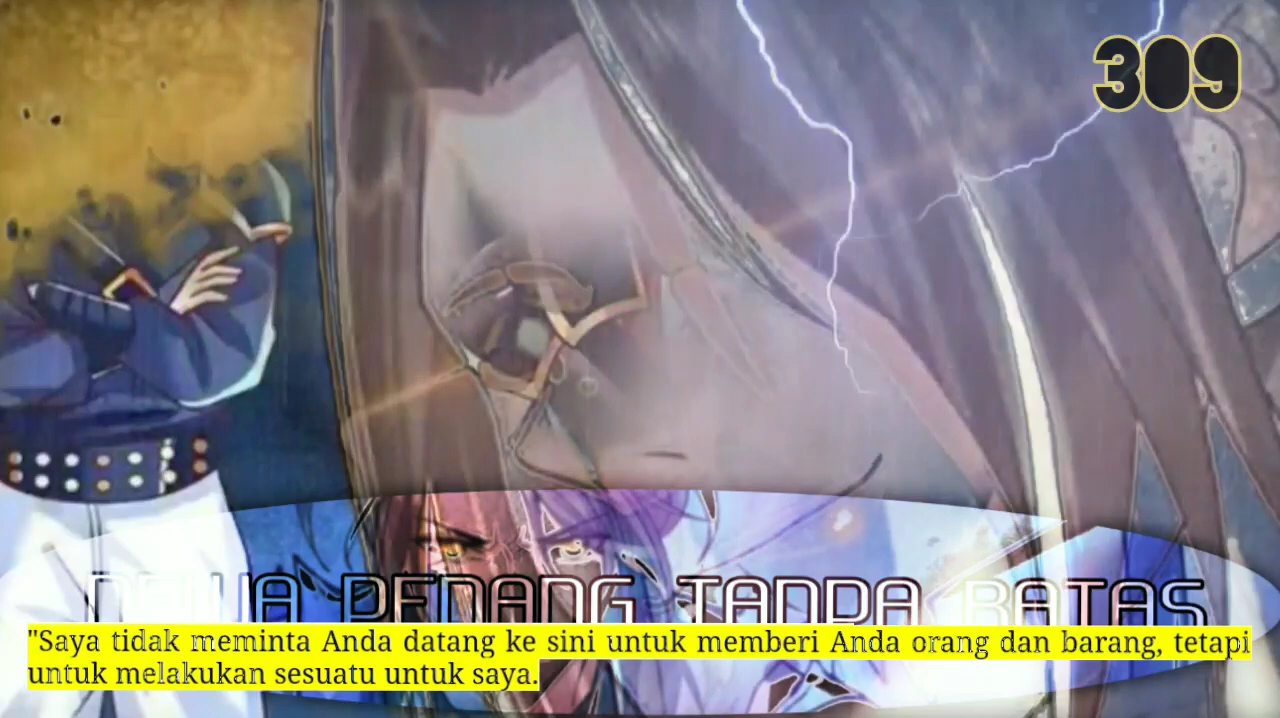 309
DEWA PEDANG TANPA BATAS
"Saya tidak meminta Anda datang ke sini untuk memberi Anda orang dan barang, tetapi
untuk melakukan sesuatu untuk saya.